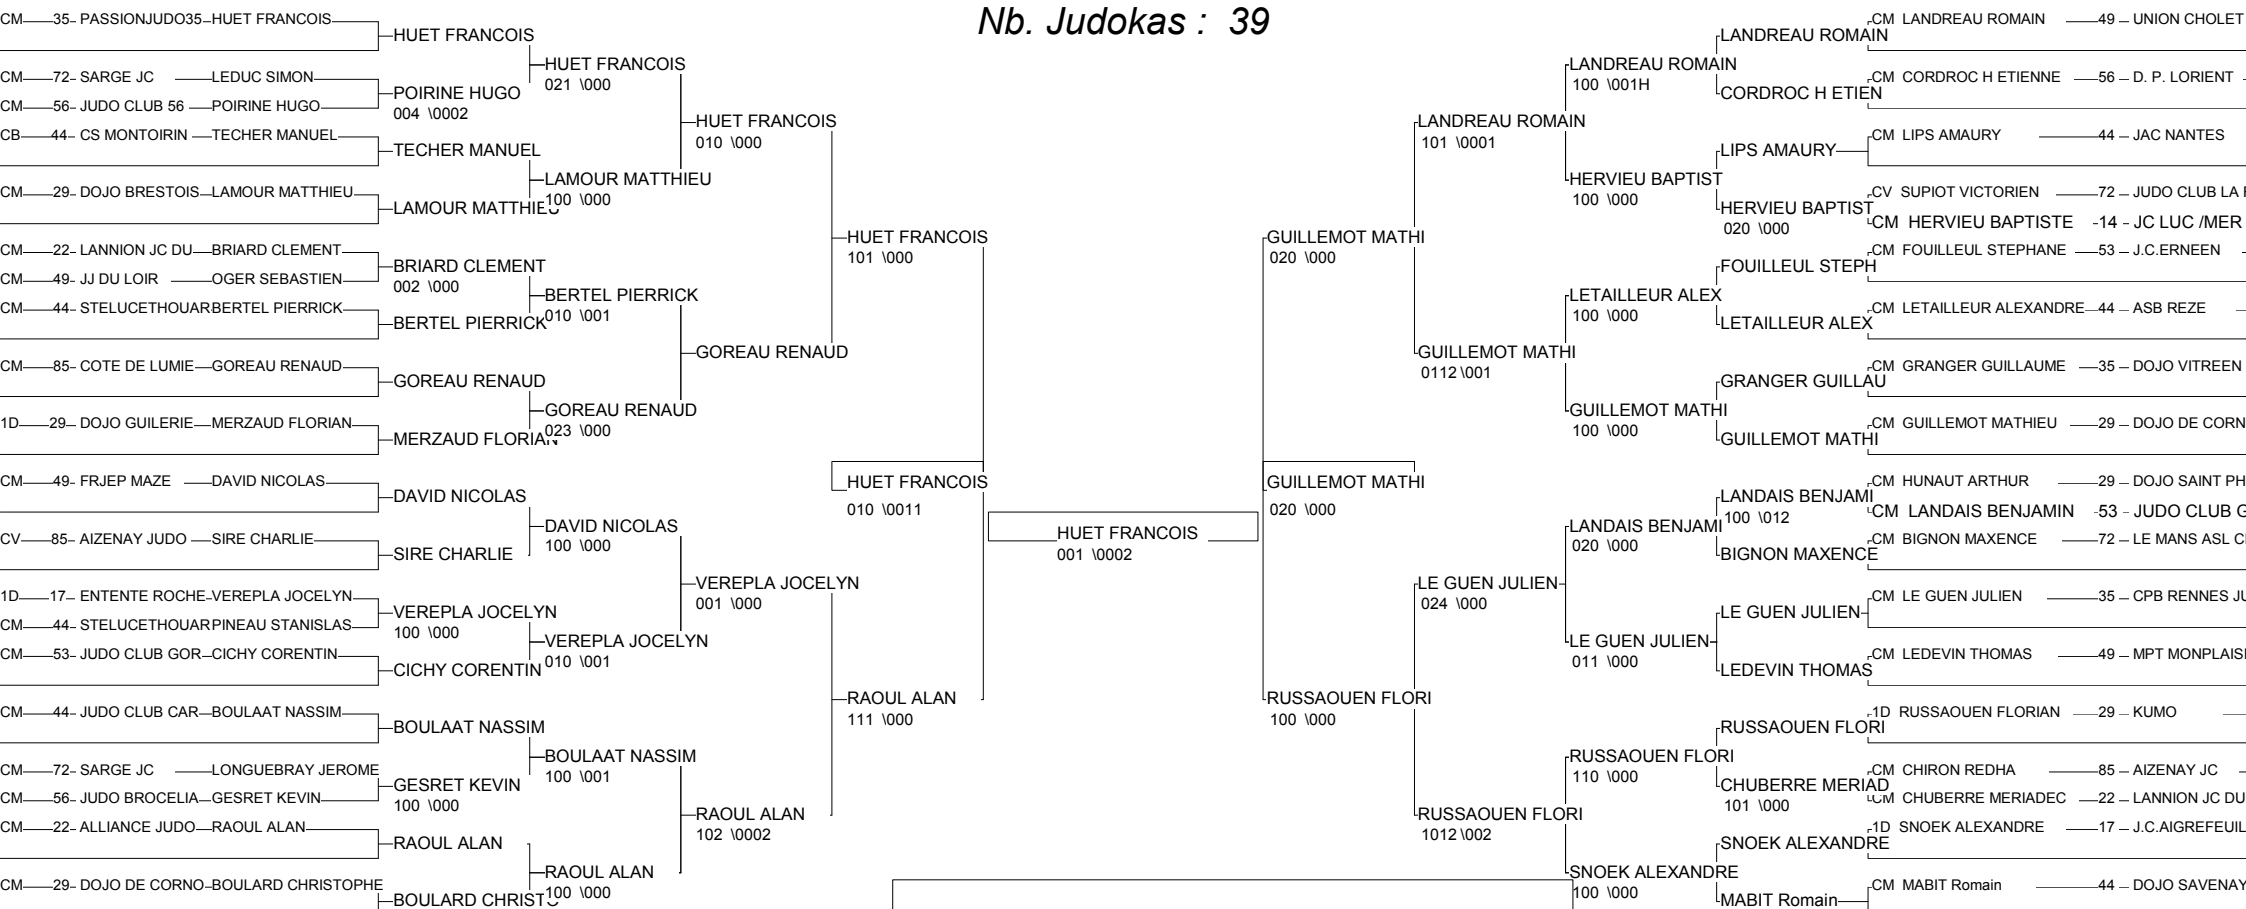 Nb. Judokas : 39
CM 35- PASSIONJUDO35 HUET FRANCOIS
CM 72- SARGE JC LEDUC SIMON
CM 56- JUDO CLUB 56 POIRINE HUGO
CB 44- CS MONTOIRIN TECHER MANUEL
CM 29- DOJO BRESTOIS LAMOUR MATTHIEU
CM 22- LANNION JC DU BRIARD CLEMENT
CM 49- JJ DU LOIR OGER SEBASTIEN
CM 44- STELUCETHOUAR BERTEL PIERRICK
CM 85- COTE DE LUMIE GOREAU RENAUD
1D 29- DOJO GUILERIE MERZAUD FLORIAN
CM 49- FRJEP MAZE DAVID NICOLAS
CV 85- AIZENAY JUDO SIRE CHARLIE
1D 17- ENTENTE ROCHE VEREPLA JOCELYN
CM 44- STELUCETHOUAR PINEAU STANISLAS
CM 53- JUDO CLUB GOR CICHY CORENTIN
CM 44- JUDO CLUB CAR BOULAAT NASSIM
CM 72- SARGE JC LONGUEBRAY JEROME
CM 56- JUDO BROCELIA GESRET KEVIN
CM 22- ALLIANCE JUDO RAOUL ALAN
CM 29- DOJO DE CORNO BOULARD CHRISTOPHE
HUET FRANCOIS
POIRINE HUGO
004 \0002
TECHER MANUEL
LAMOUR MATTHIEU
BRIARD CLEMENT
002 \000
BERTEL PIERRICK
GOREAU RENAUD
MERZAUD FLORIAN
DAVID NICOLAS
SIRE CHARLIE
VEREPLA JOCELYN
100 \000
CICHY CORENTIN
BOULAAT NASSIM
GESRET KEVIN
100 \000
RAOUL ALAN
BOULARD CHRIST
HUET FRANCOIS
021 \000
LAMOUR MATTHIEU
100 \000
BERTEL PIERRICK
010 \001
GOREAU RENAUD
023 \000
DAVID NICOLAS
100 \000
VEREPLA JOCELYN
010 \001
BOULAAT NASSIM
100 \001
RAOUL ALAN
100 \000
HUET FRANCOIS
010 \000
GOREAU RENAUD
VEREPLA JOCELYN
001 \000
RAOUL ALAN
102 \0002
HUET FRANCOIS
101 \000
HUET FRANCOIS
010 \0011
RAOUL ALAN
111 \000
HUET FRANCOIS
001 \0002
GUILLEMOT MATHI
020 \000
GUILLEMOT MATHI
020 \000
RUSSAOUEN FLORI
100 \000
LANDREAU ROMAIN
101 \0001
GUILLEMOT MATHI
0112 \001
LE GUEN JULIEN
024 \000
RUSSAOUEN FLORI
1012 \002
LANDREAU ROMAIN
100 \001H
HERVIEU BAPTIST
100 \000
LETAILLEUR ALEX
100 \000
GUILLEMOT MATHI
100 \000
LANDAIS BENJAMI
020 \000
LE GUEN JULIEN
011 \000
RUSSAOUEN FLORI
110 \000
SNOEK ALEXANDRE
100 \000
LANDREAU ROMAIN
CORDROC H ETIEN
LIPS AMAURY
HERVIEU BAPTIST
020 \000
FOUILLEUL STEPH
LETAILLEUR ALEX
GRANGER GUILLAU
GUILLEMOT MATHI
LANDAIS BENJAMI
100 \012
BIGNON MAXENCE
LE GUEN JULIEN
LEDEVIN THOMAS
RUSSAOUEN FLORI
CHUBERRE MERIAD
101 \000
SNOEK ALEXANDRE
MABIT Romain
CM LANDREAU ROMAIN 49 – UNION CHOLET
CM CORDROC H ETIENNE 56 – D. P. LORIENT
CM LIPS AMAURY 44 – JAC NANTES
CV SUPIOT VICTORIEN 72 – JUDO CLUB LA
CM HERVIEU BAPTISTE -14 - JC LUC /MER
CM FOUILLEUL STEPHANE 53 – J.C.ERNEEN
CM LETAILLEUR ALEXANDRE 44 – ASB REZE
CM GRANGER GUILLAUME 35 – DOJO VITREEN
CM GUILLEMOT MATHIEU 29 – DOJO DE CORN
CM HUNAUT ARTHUR 29 – DOJO SAINT PH
CM LANDAIS BENJAMIN -53 - JUDO CLUB G
CM BIGNON MAXENCE 72 – LE MANS ASL C
CM LE GUEN JULIEN 35 – CPB RENNES JU
CM LEDEVIN THOMAS 49 – MPT MONPLAISI
1D RUSSAOUEN FLORIAN 29 – KUMO
CM CHIRON REDHA 85 – AIZENAY JC
CM CHUBERRE MERIADEC 22 – LANNION JC DU
1D SNOEK ALEXANDRE 17 – J.C.AIGREFEUIL
CM MABIT Romain 44 – DOJO SAVENAY